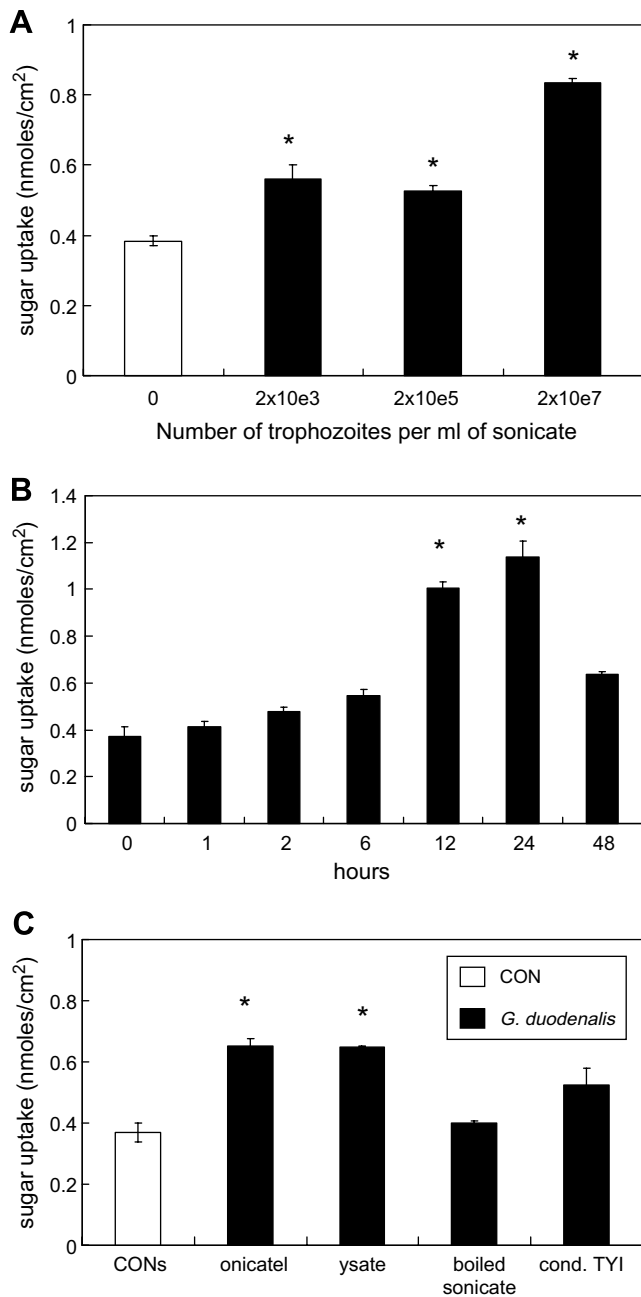 A
sugar uptake (nmoles/cm²)
1
0.8
0.6
0.4
0.2
0
*
*
*
0 2x10e3 2x10e5 2x10e7
Number of trophozoites per ml of sonicate
B
sugar uptake (nmoles/cm²)
1.4
1.2
1
0.8
0.6
0.4
0.2
0
*
*
0 1 2 6 12 24 48
hours
C
sugar uptake (nmoles/cm²)
1
0.8
0.6
0.4
0.2
0
*
*
CON
G. duodenalis
CONs onicatel ysate boiled cond. TYI
sonicate